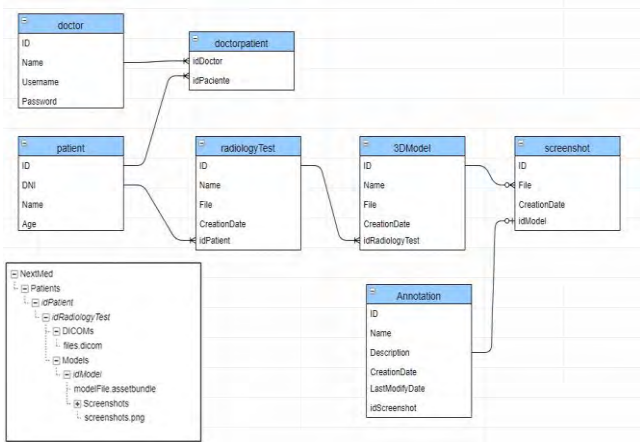 doctor
ID
Name
Username
Password
doctorpatient
idDoctor
idPaciente
patient
ID
DNI
Name
Age
radiologyTest
ID
Name
File
CreationDate
idPatient
3DModel
ID
Name
File
CreationDate
idRadiologyTest
screenshot
ID
File
CreationDate
idModel
Annotation
ID
Name
Description
CreationDate
LastModifyDate
idScreenshot
NextMed
Patients
idPatient
idRadiologyTest
DICOMs
files.dicom
Models
idModel
modelFile.assetbundle
Screenshots
screenshots.png